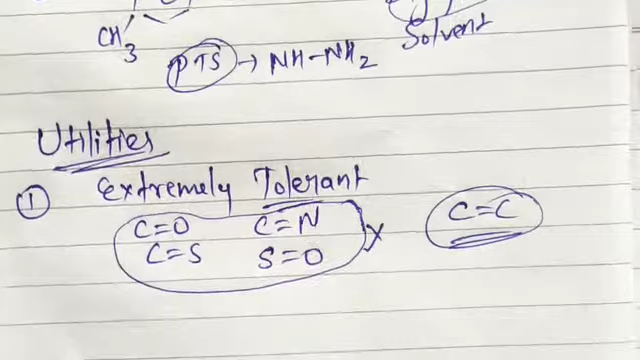 CH3
Solvent
PTS → NH-NH2
Utilities
① Extremely Tolerant
C=O C=N
C=S S=O
x
C=C